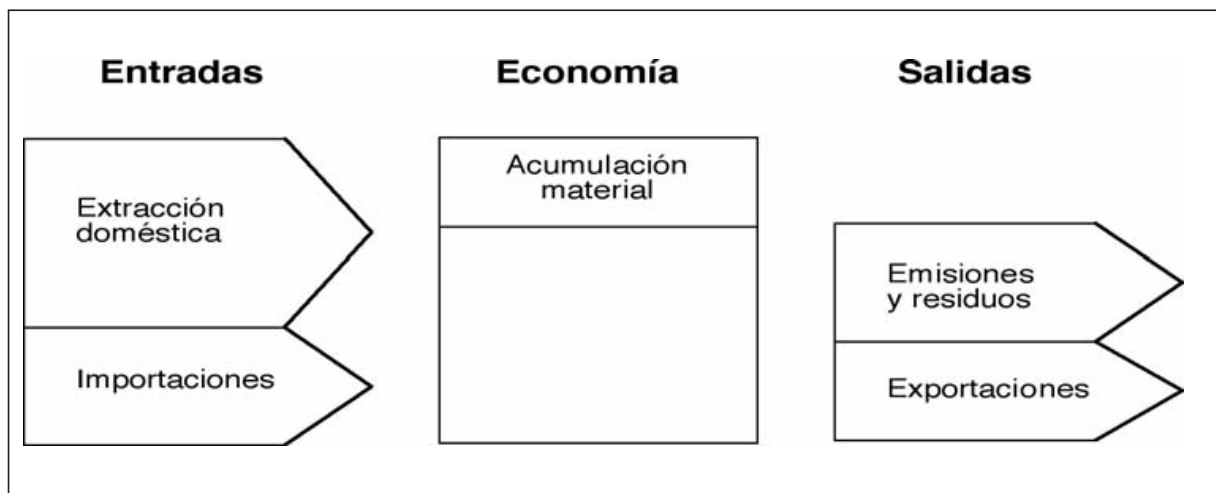 Entradas
Economía
Salidas
Extracción
doméstica
Importaciones
Acumulación
material
Emisiones
y residuos
Exportaciones